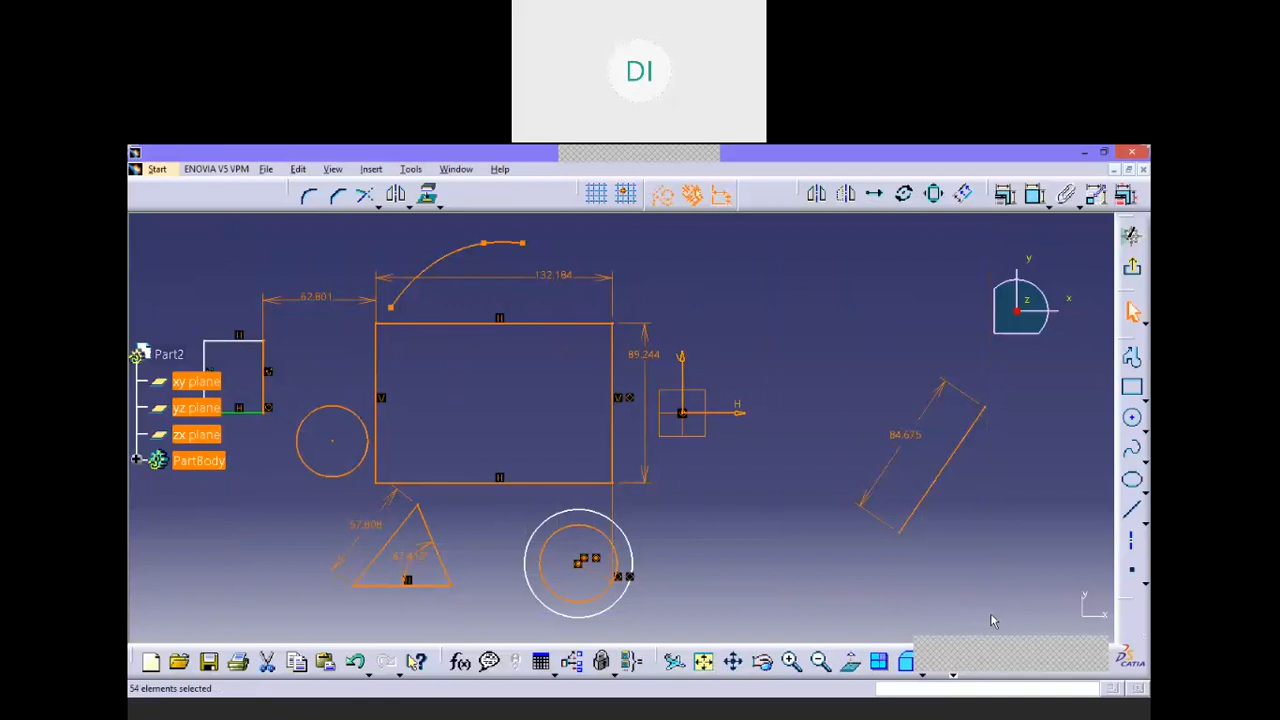 DI
Start ENOVIA V5 VPM File Edit View Insert Tools Window Help
y
x
z
132.184
62.801
89.244
Part2
xy plane
yz plane
zx plane
PartBody
V
V
H
H
V
H
84.675
57.808
y
x
f(x)
CATIA
54 elements selected